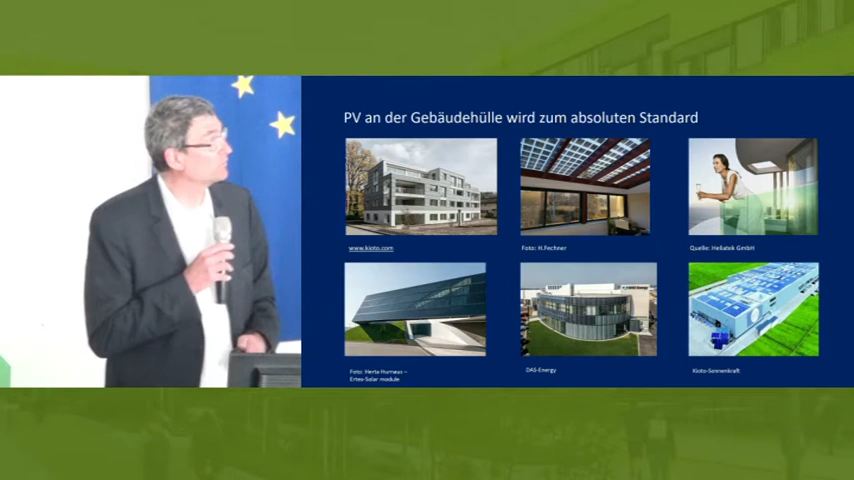 PV an der Gebäudehülle wird zum absoluten Standard
www.kioto.com
Foto: H.Fechner
Quelle: Heliatek GmbH
Foto: Herta Hurnaus –
Ertex-Solar module
DAS-Energy
Kioto-Sonnenkraft